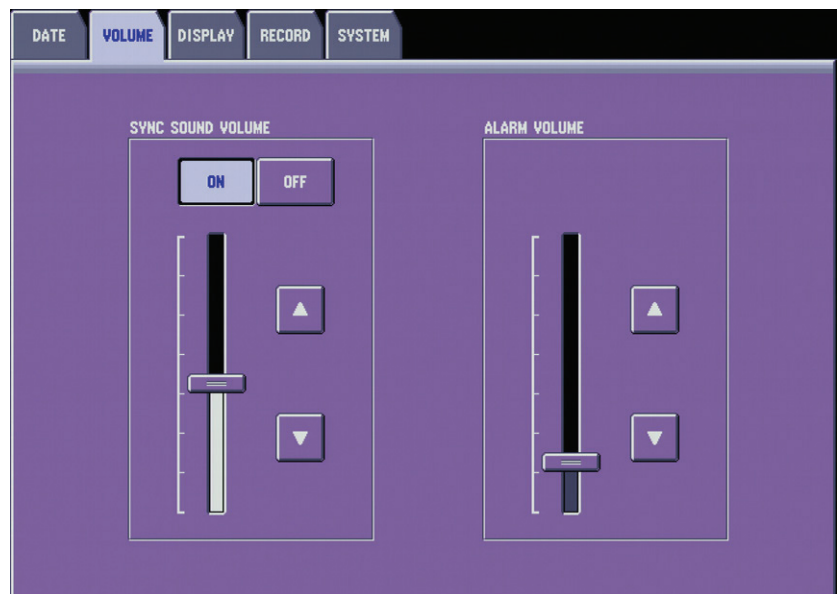 DATE VOLUME DISPLAY RECORD SYSTEM
SYNC SOUND VOLUME
ALARM VOLUME
ON OFF